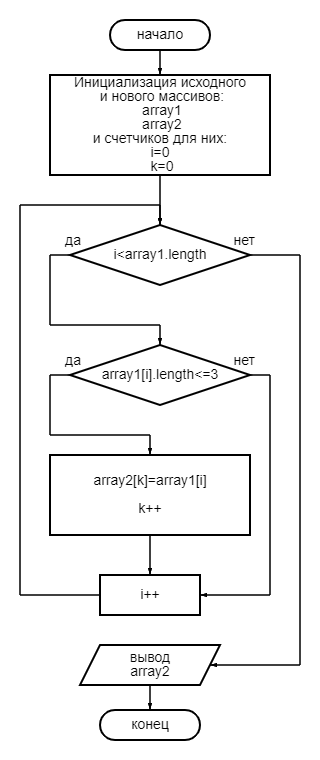 начало
Инициализация исходного
и нового массивов:
array1
array2
и счетчиков для них:
i=0
k=0
да
нет
i<array1.length
да
нет
array1[i].length<=3
array2[k]=array1[i]
k++
i++
вывод
array2
конец